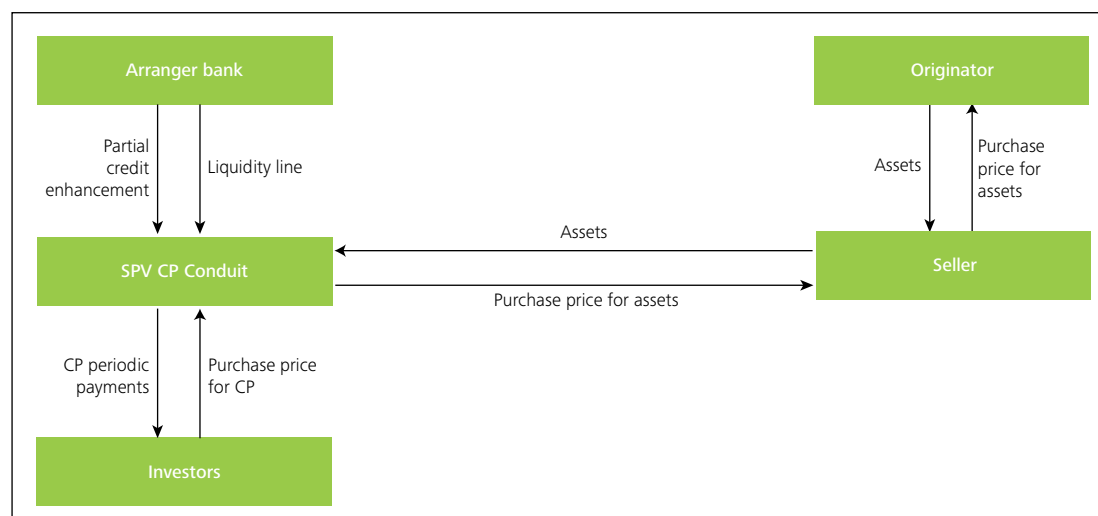 Arranger bank
Originator
Partial
credit
enhancement
Liquidity line
Assets
Purchase
price for
assets
SPV CP Conduit
Assets
Purchase price for assets
Seller
CP periodic
payments
Purchase price
for CP
Investors